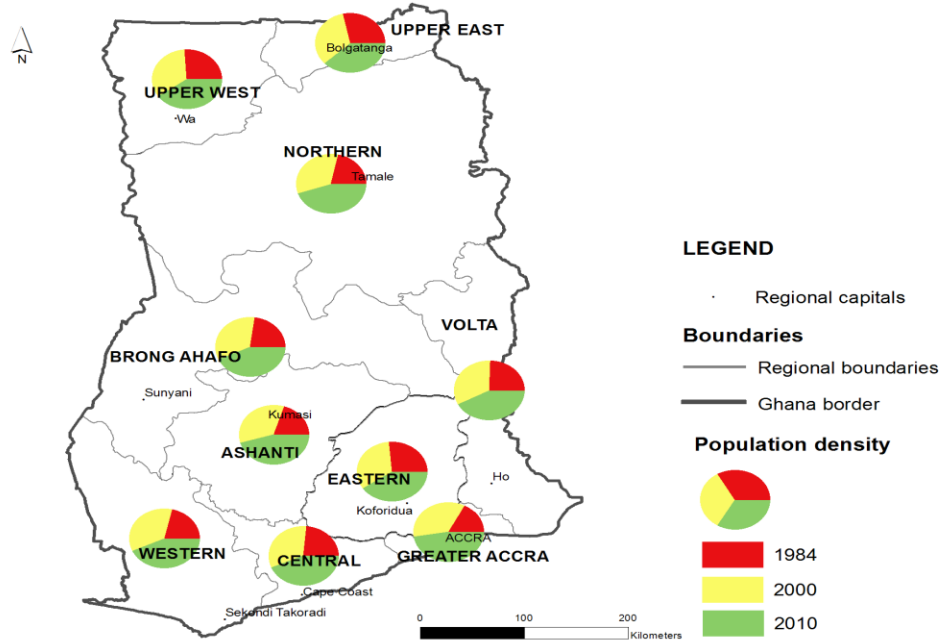 N
UPPER EAST
Bolgatanga
UPPER WEST
Wa
NORTHERN
Tamale
VOLTA
BRONG AHAFO
Sunyani
Kumasi
ASHANTI
EASTERN
Ho
Koforidua
ACCRA
GREATER ACCRA
WESTERN
CENTRAL
Cape Coast
Sekondi Takoradi
0 100 200
Kilometers
LEGEND
Regional capitals
Boundaries
Regional boundaries
Ghana border
Population density
1984
2000
2010